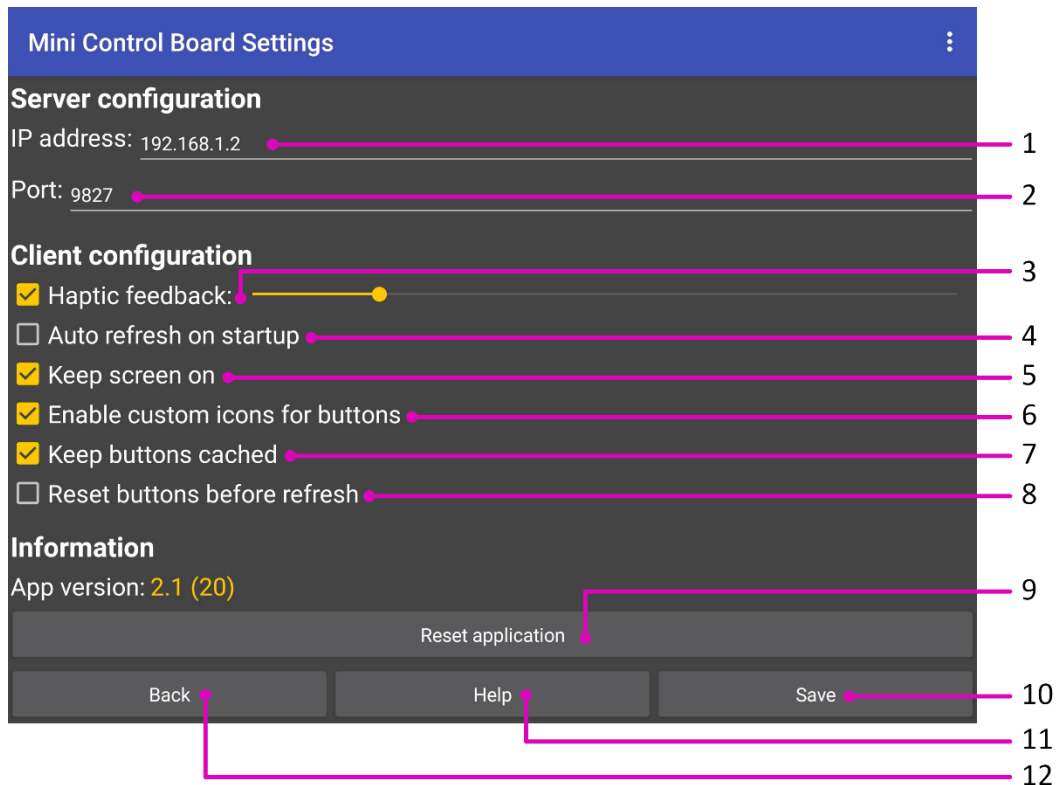 Mini Control Board Settings
Server configuration
IP address: 192.168.1.2
1
Port: 9827
2
Client configuration
3
Haptic feedback:
Auto refresh on startup
4
Keep screen on
5
Enable custom icons for buttons
6
Keep buttons cached
7
Reset buttons before refresh
8
Information
App version: 2.1 (20)
9
Reset application
Back Help Save
10
11
12